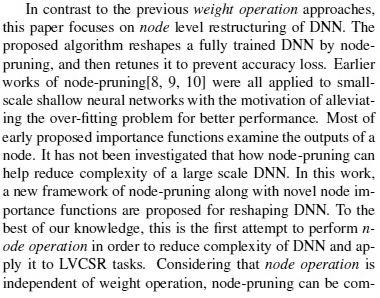 In contrast to the previous weight operation approaches,
this paper focuses on node level restructuring of DNN. The
proposed algorithm reshapes a fully trained DNN by node-
pruning, and then retunes it to prevent accuracy loss. Earlier
works of node-pruning[8, 9, 10] were all applied to small-
scale shallow neural networks with the motivation of alleviat-
ing the over-fitting problem for better performance. Most of
early proposed importance functions examine the outputs of a
node. It has not been investigated that how node-pruning can
help reduce complexity of a large scale DNN. In this work,
a new framework of node-pruning along with novel node im-
portance functions are proposed for reshaping DNN. To the
best of our knowledge, this is the first attempt to perform n-
ode operation in order to reduce complexity of DNN and ap-
ply it to LVCSR tasks. Considering that node operation is
independent of weight operation, node-pruning can be com-